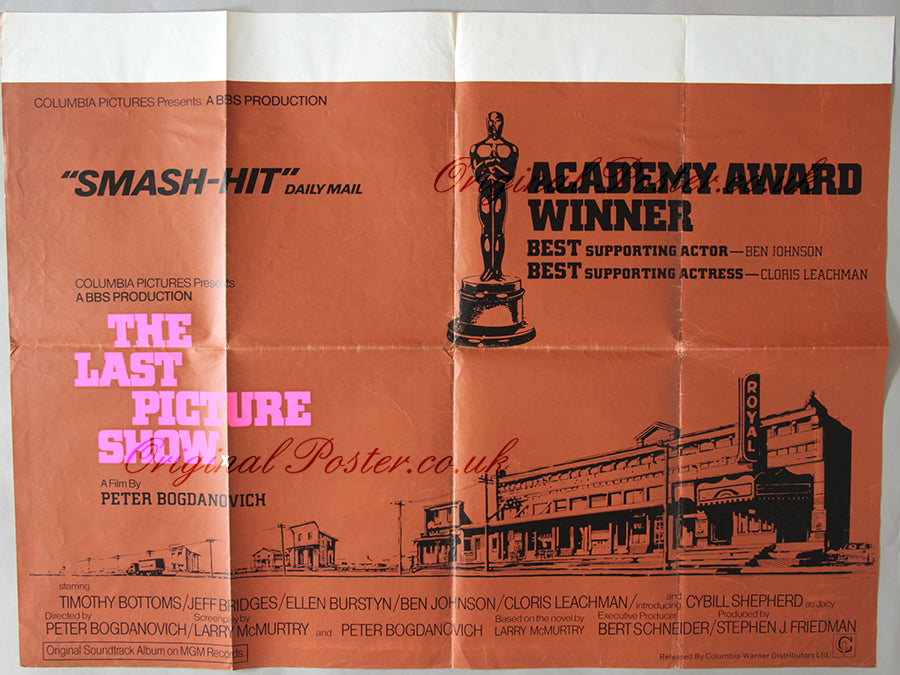 COLUMBIA PICTURES Presents A BBS PRODUCTION
"SMASH-HIT" DAILY MAIL
ACADEMY AWARD
WINNER
BEST SUPPORTING ACTOR — BEN JOHNSON
BEST SUPPORTING ACTRESS — CLORIS LEACHMAN
Original Poster.co.uk
COLUMBIA PICTURES Presents
A BBS PRODUCTION
THE
LAST
PICTURE
SHOW
Original Poster.co.uk
A Film By
PETER BOGDANOVICH
ROYAL
starring
TIMOTHY BOTTOMS/JEFF BRIDGES/ELLEN BURSTYN/BEN JOHNSON/CLORIS LEACHMAN/ and introducing CYBILL SHEPHERD as Jacy
Directed by PETER BOGDANOVICH/ Screenplay by LARRY McMURTRY and PETER BOGDANOVICH Based on the novel by LARRY McMURTRY Executive Producer BERT SCHNEIDER/ Produced by STEPHEN J. FRIEDMAN
Original Soundtrack Album on MGM Records.
Released By Columbia-Warner Distributors Ltd.